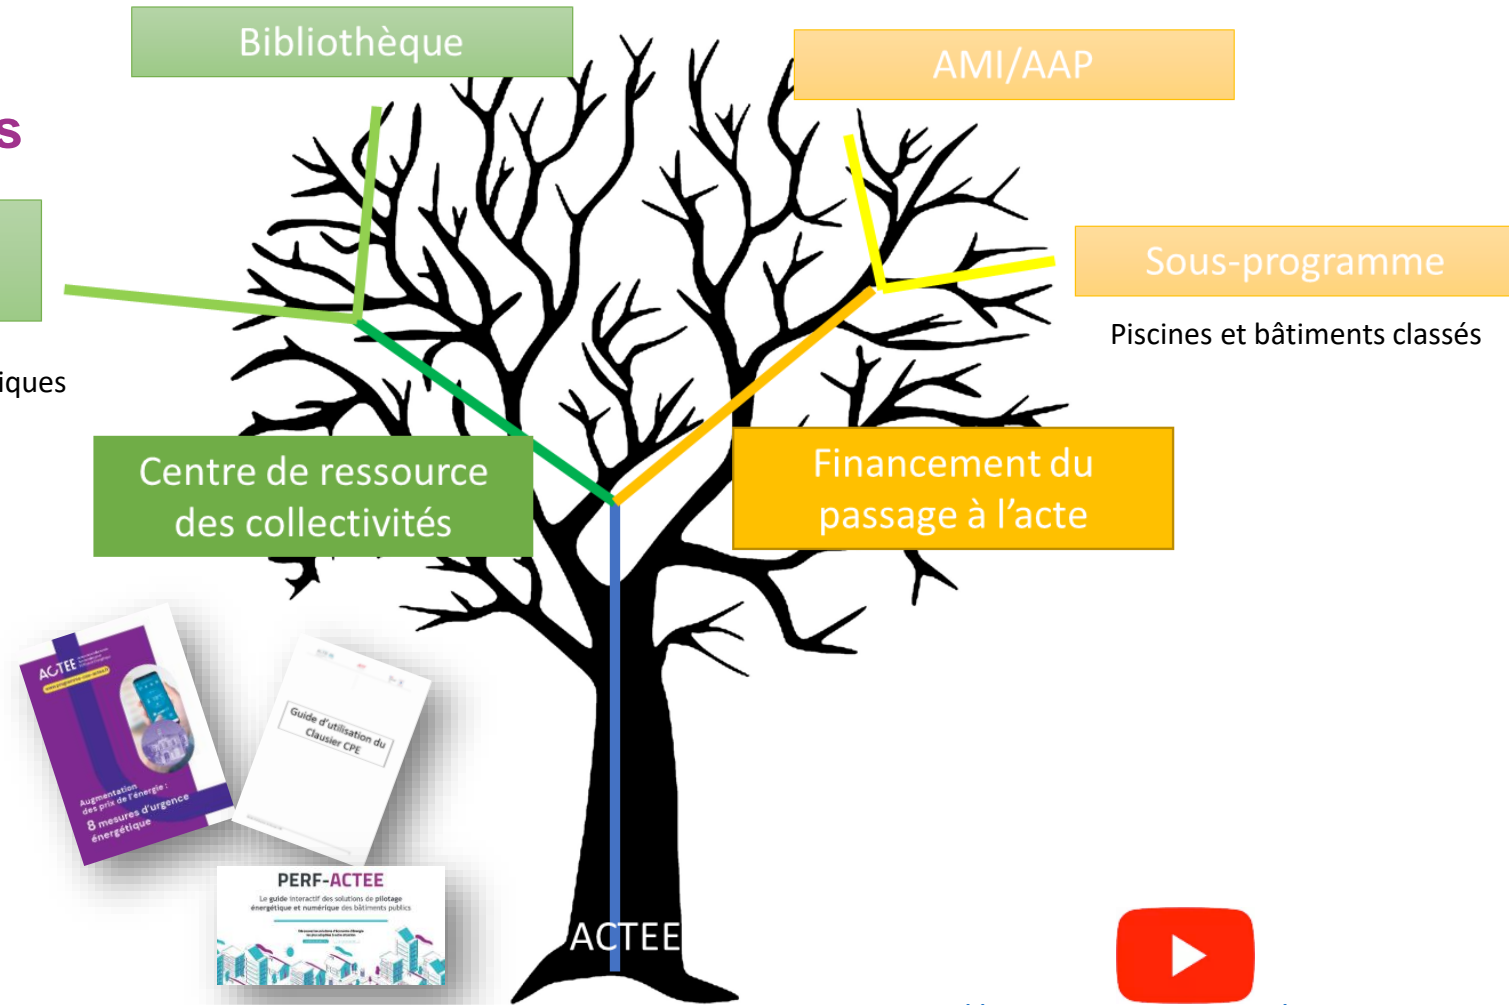 Bibliothèque
AMI/AAP
s
Sous-programme
Piscines et bâtiments classés
iques
Centre de ressource
des collectivités
Financement du
passage à l’acte
ACTEE
Augmentation
des prix de l'énergie :
8 mesures d'urgence
énergétique
Guide d'utilisation du
Clausier CPE
PERF-ACTEE
Le guide interactif des solutions de pilotage
énergétique et numérique des bâtiments publics
ACTEE